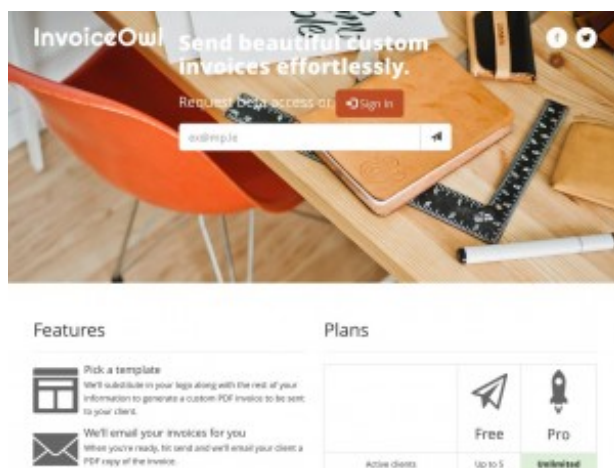 InvoiceOwl
Send beautiful custom
invoices effortlessly.
Request beta access or
Sign in
ex@mp.le
Features
Pick a template
We'll substitute in your logo along with the rest of your
information to generate a custom PDF invoice to be sent
to your client.
We'll email your invoices for you
When you're ready, hit send and we'll email your client a
PDF copy of the invoice.
Plans
Free
Pro
Active clients
Up to 5
Unlimited